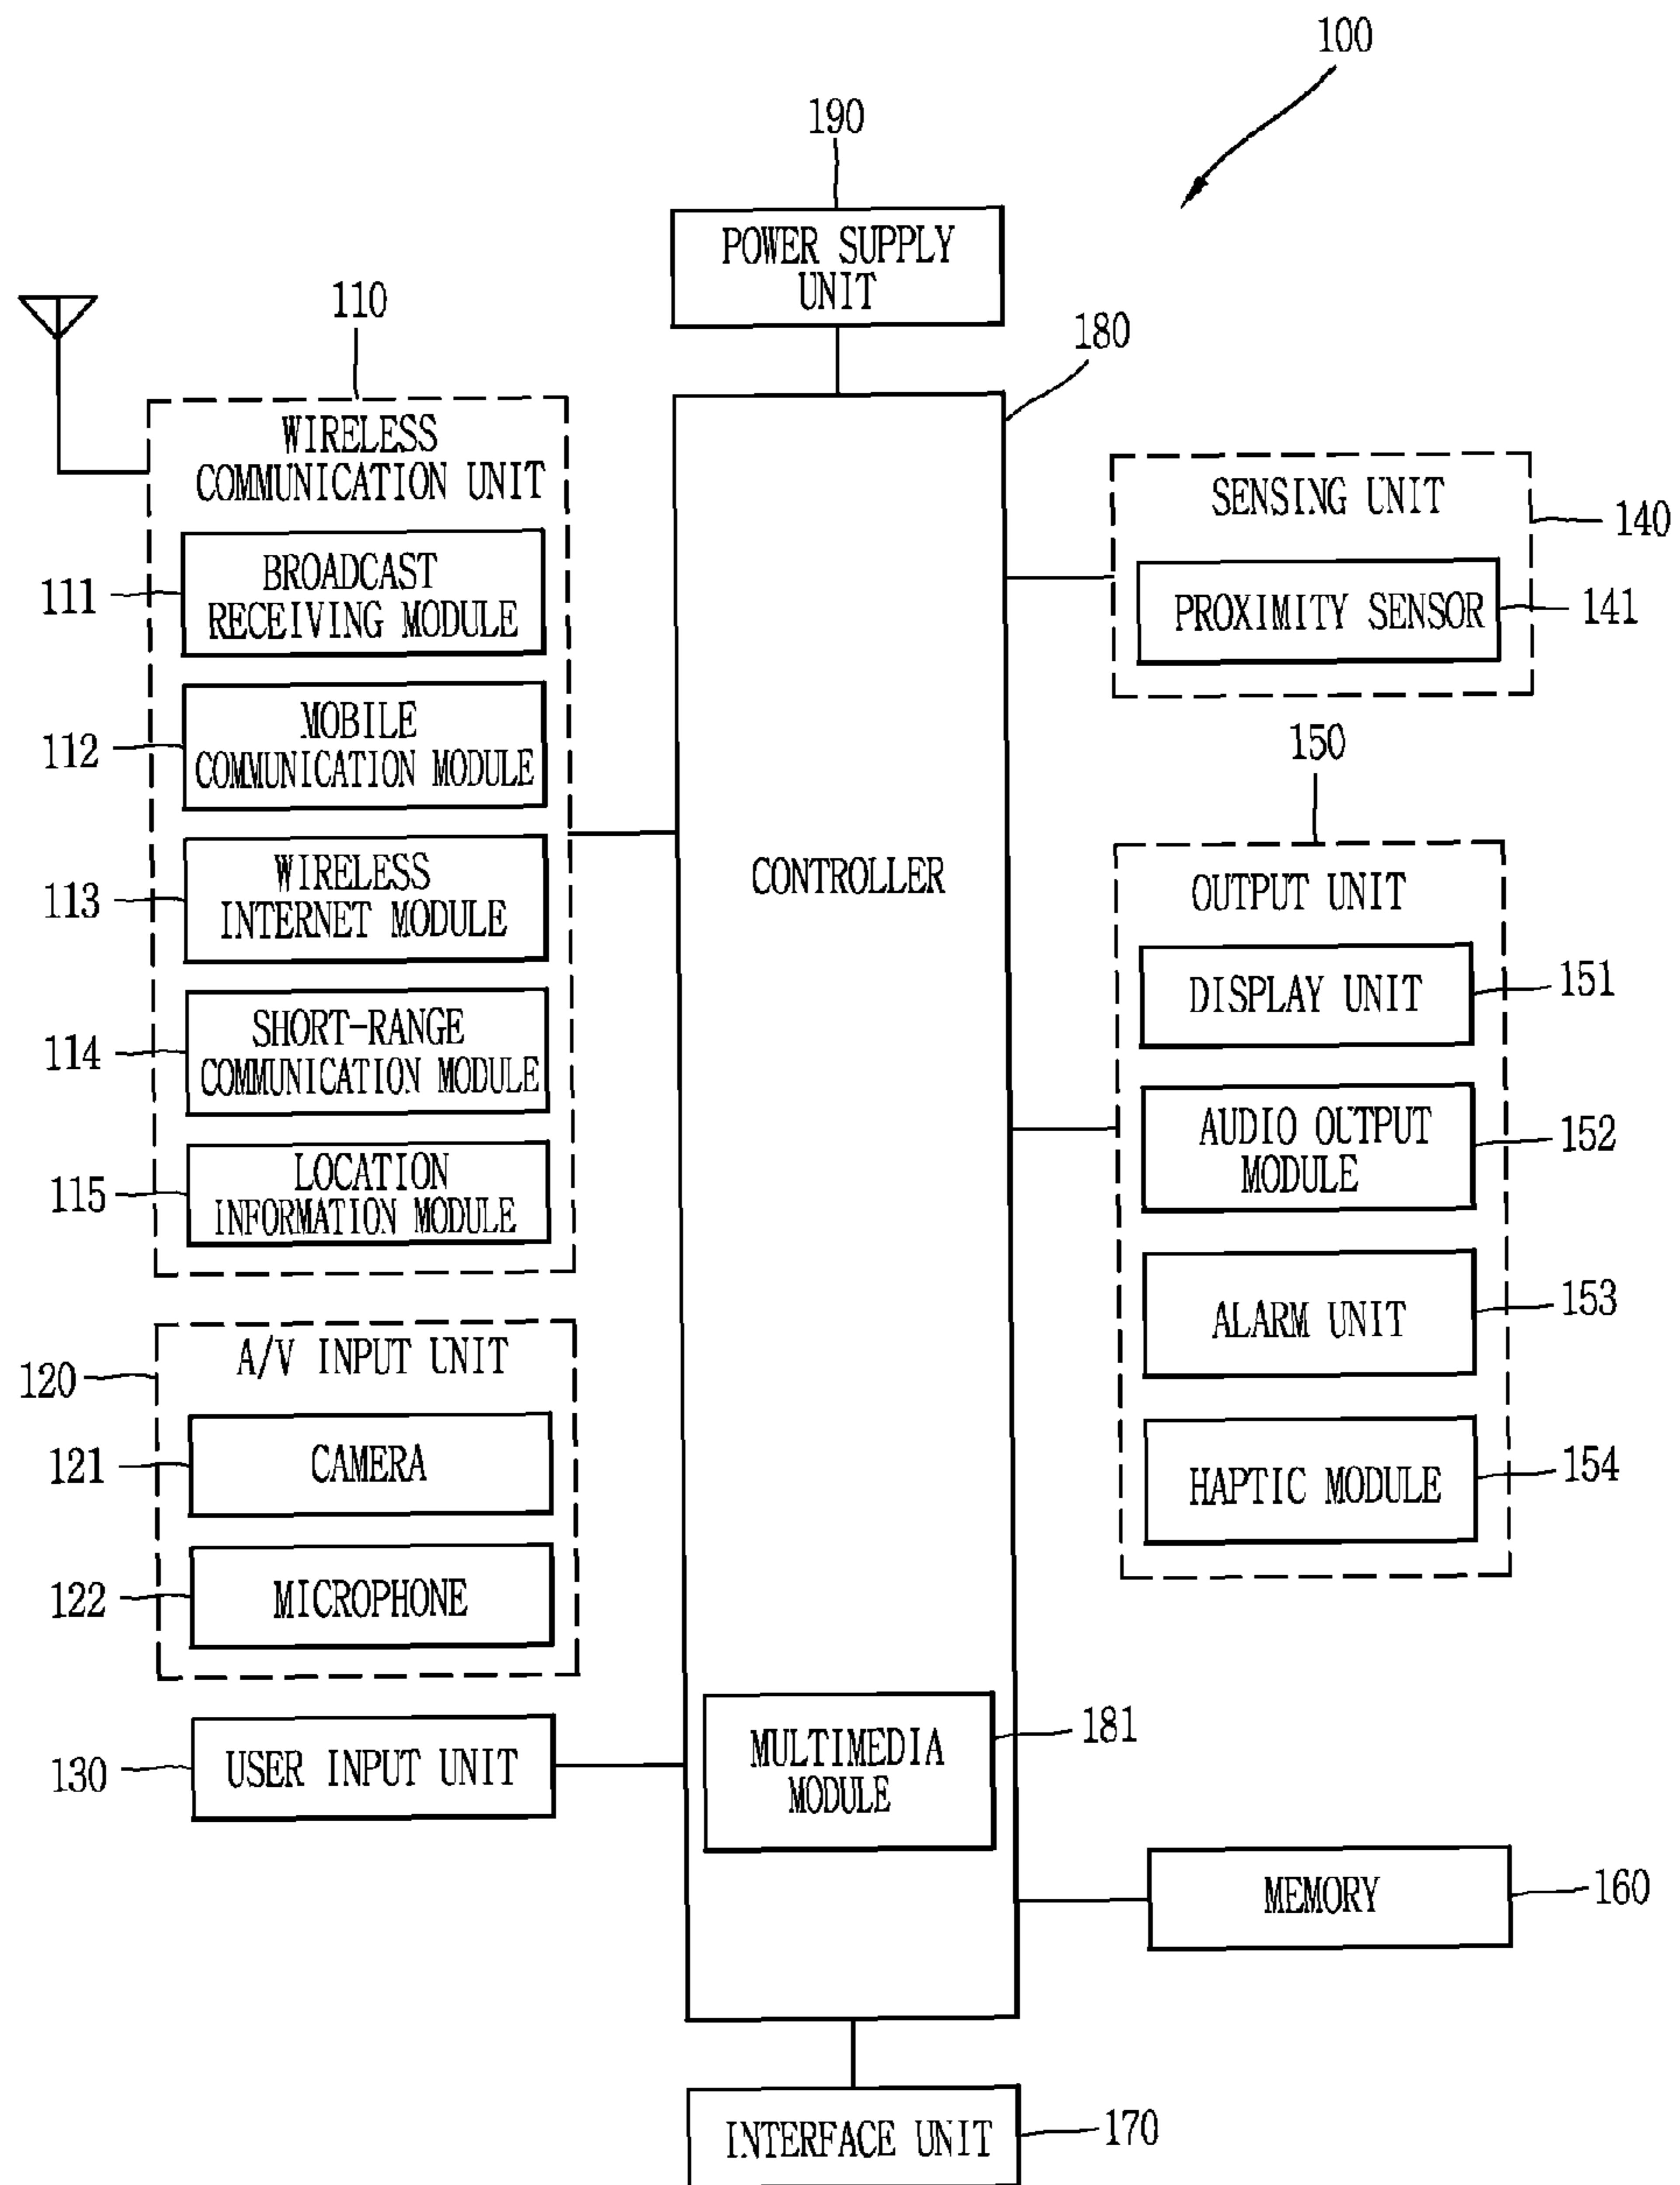 100
190
POWER SUPPLY
UNIT
110
180
WIRELESS
COMMUNICATION UNIT
111
BROADCAST
RECEIVING MODULE
112
MOBILE
COMMUNICATION MODULE
113
WIRELESS
INTERNET MODULE
114
SHORT-RANGE
COMMUNICATION MODULE
115
LOCATION
INFORMATION MODULE
120
A/V INPUT UNIT
121
CAMERA
122
MICROPHONE
130
USER INPUT UNIT
CONTROLLER
MULTIMEDIA
MODULE
181
SENSING UNIT
140
PROXIMITY SENSOR
141
150
OUTPUT UNIT
DISPLAY UNIT
151
AUDIO OUTPUT
MODULE
152
ALARM UNIT
153
HAPTIC MODULE
154
MEMORY
160
INTERFACE UNIT
170